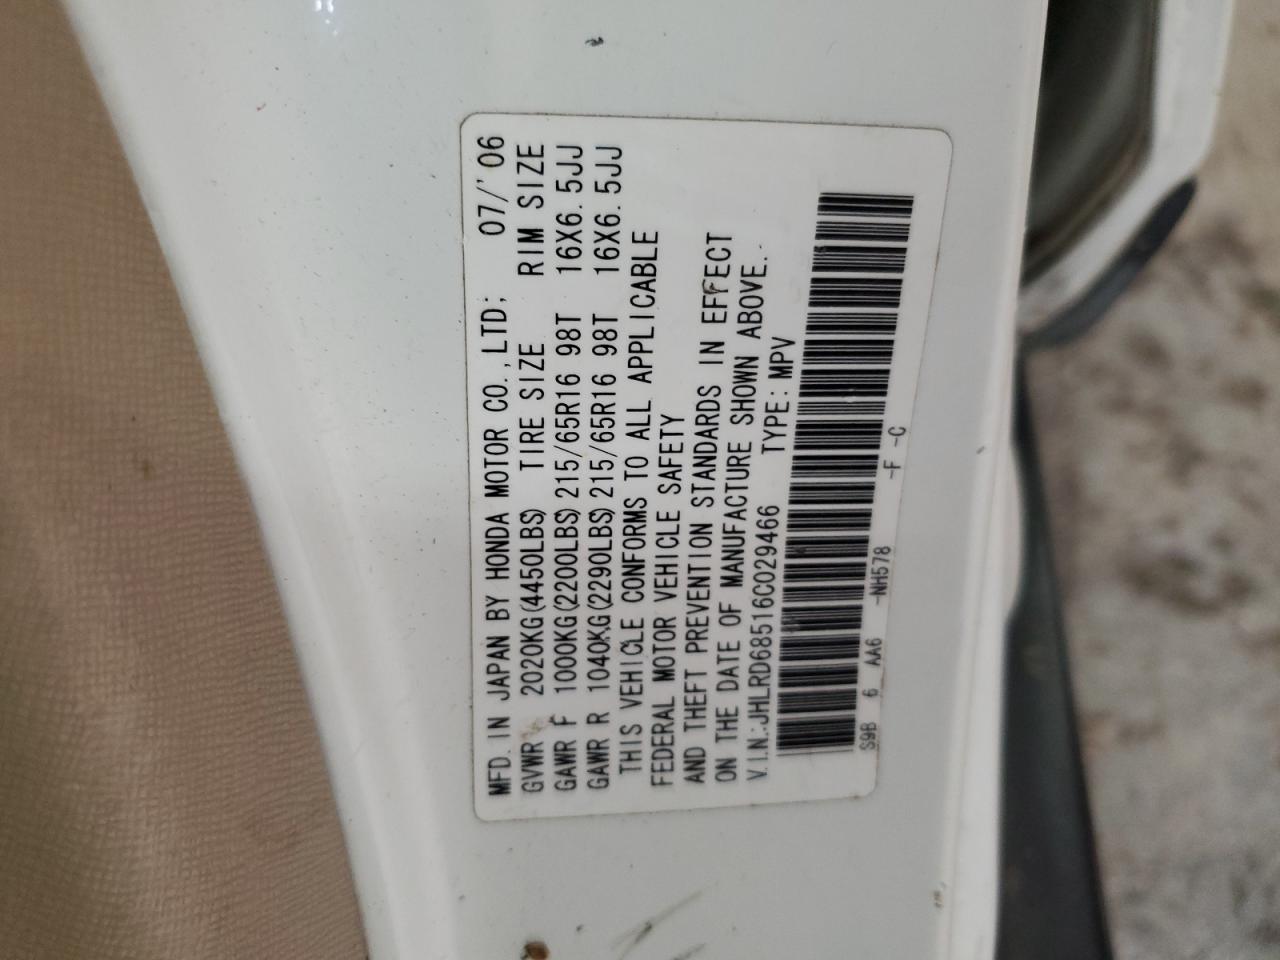 MFD. IN JAPAN BY HONDA MOTOR CO., LTD; 07/'06
GVWR 2020KG(4450LBS) TIRE SIZE RIM SIZE
GAWR F 1000KG(2200LBS) 215/65R16 98T 16X6. 5JJ
GAWR R 1040KG(2290LBS) 215/65R16 98T 16X6. 5JJ
THIS VEHICLE CONFORMS TO ALL APPLICABLE
FEDERAL MOTOR VEHICLE SAFETY
AND THEFT PREVENTION STANDARDS IN EFFECT
ON THE DATE OF MANUFACTURE SHOWN ABOVE.
V.I.N.:JHLRD68516C029466 TYPE: MPV
S9B 6 AA6 -NH578 -F -C